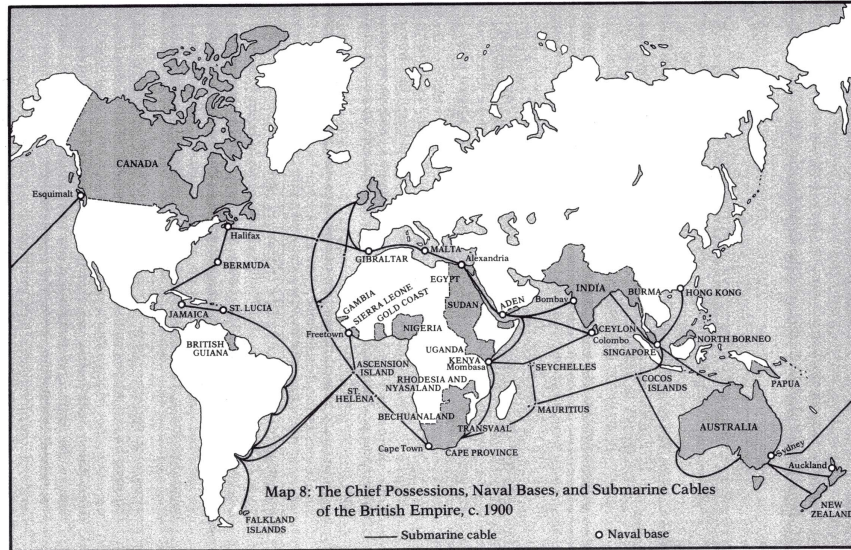 CANADA
Esquimalt
Halifax
BERMUDA
JAMAICA
ST. LUCIA
BRITISH
GUIANA
FALKLAND
ISLANDS
GIBRALTAR
MALTA
Alexandria
EGYPT
SUDAN
ADEN
GAMBIA
SIERRA LEONE
GOLD COAST
Freetown
NIGERIA
UGANDA
KENYA
Mombasa
ASCENSION
ISLAND
ST.
HELENA
RHODESIA AND
NYASALAND
BECHUANALAND
TRANSVAAL
Cape Town
CAPE PROVINCE
SEYCHELLES
MAURITIUS
Bombay
INDIA
BURMA
HONG KONG
CEYLON
Colombo
SINGAPORE
NORTH BORNEO
COCOS
ISLANDS
PAPUA
AUSTRALIA
Sydney
Auckland
NEW
ZEALAND
Map 8: The Chief Possessions, Naval Bases, and Submarine Cables
of the British Empire, c. 1900
Submarine cable
Naval base